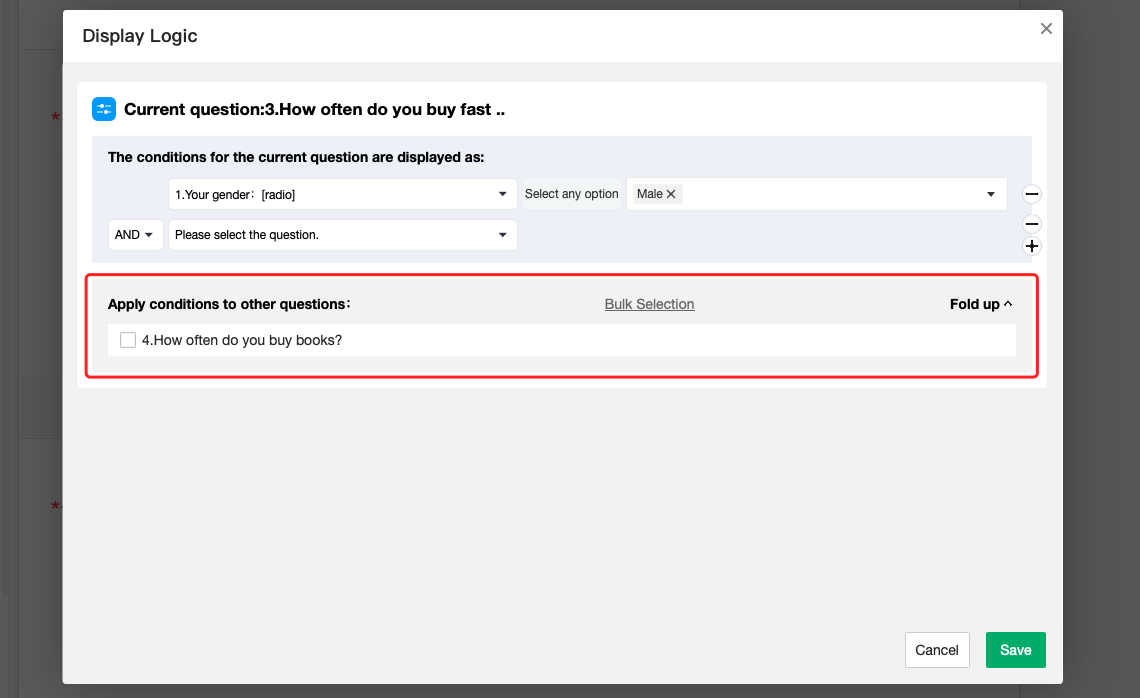 Display Logic
Current question:3.How often do you buy fast ..
The conditions for the current question are displayed as:
1.Your gender：[radio] Select any option Male
AND Please select the question.
Apply conditions to other questions： Bulk Selection Fold up
4.How often do you buy books?
Cancel Save